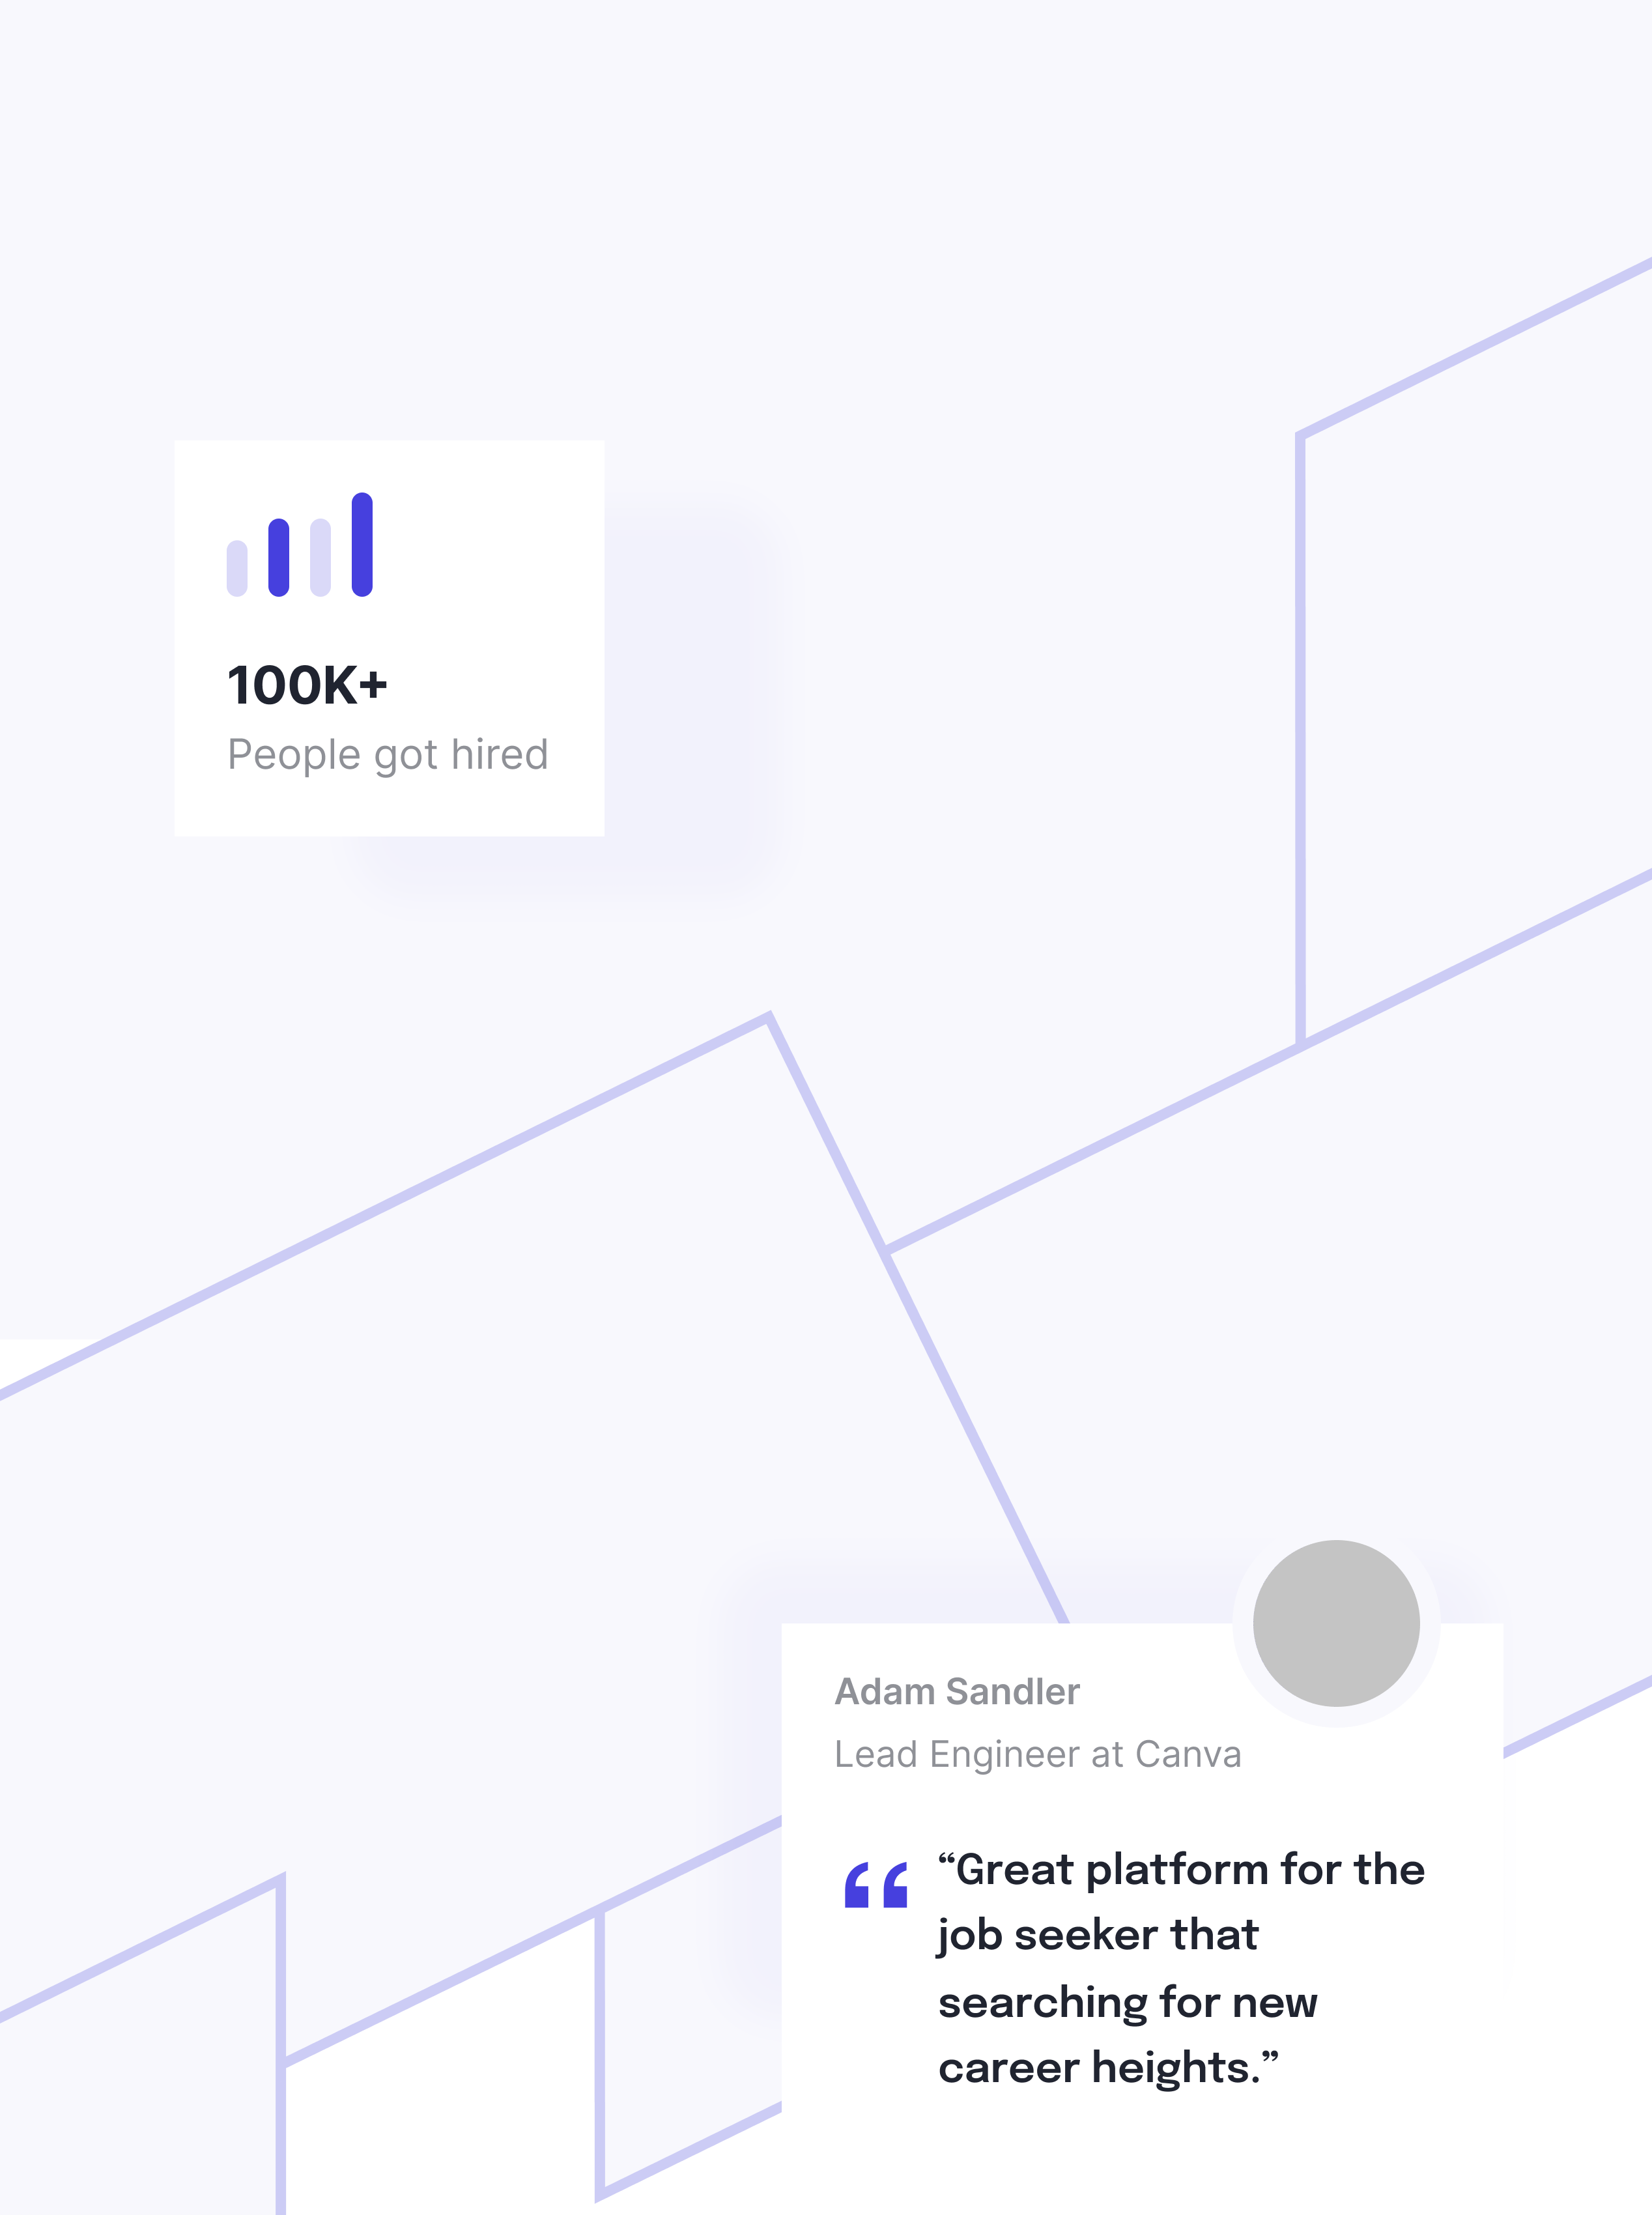 100K+
People got hired
Adam Sandler
Lead Engineer at Canva
“Great platform for the
job seeker that
searching for new
career heights.”